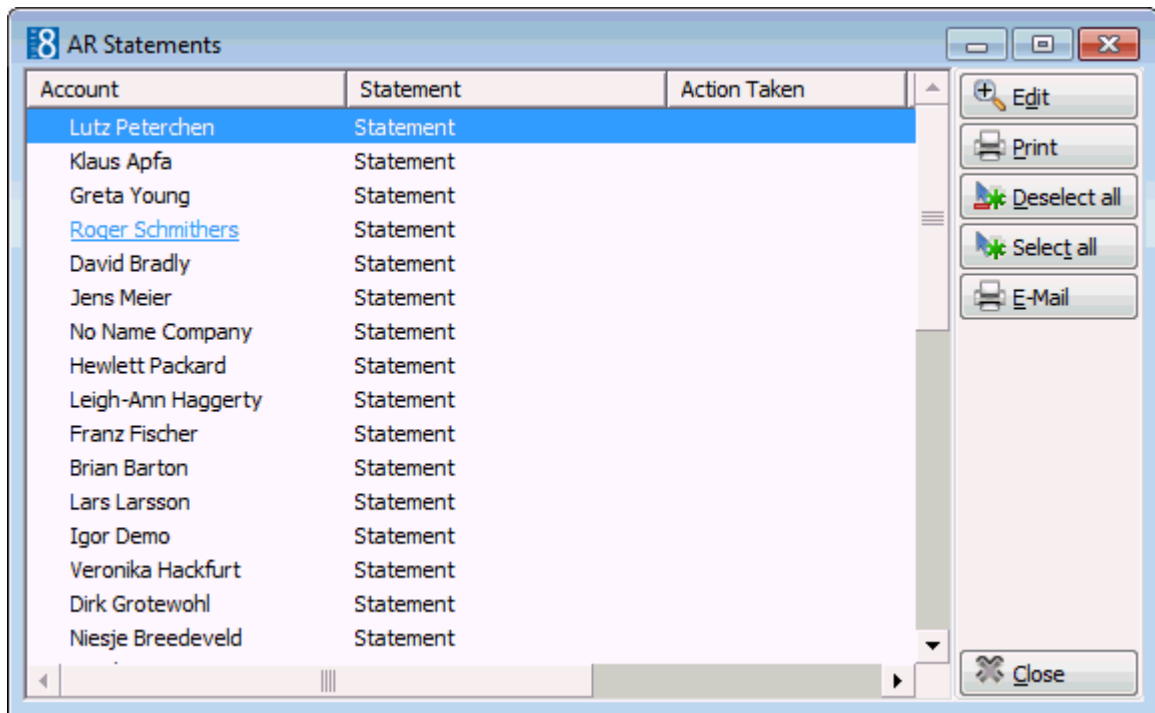 8 AR Statements
Account Statement Action Taken
Lutz Peterchen Statement
Klaus Apfa Statement
Greta Young Statement
Roger Schmithers Statement
David Bradly Statement
Jens Meier Statement
No Name Company Statement
Hewlett Packard Statement
Leigh-Ann Haggerty Statement
Franz Fischer Statement
Brian Barton Statement
Lars Larsson Statement
Igor Demo Statement
Veronika Hackfurt Statement
Dirk Grotewohl Statement
Niesje Breedeveld Statement
Edit
Print
Deselect all
Select all
E-Mail
Close